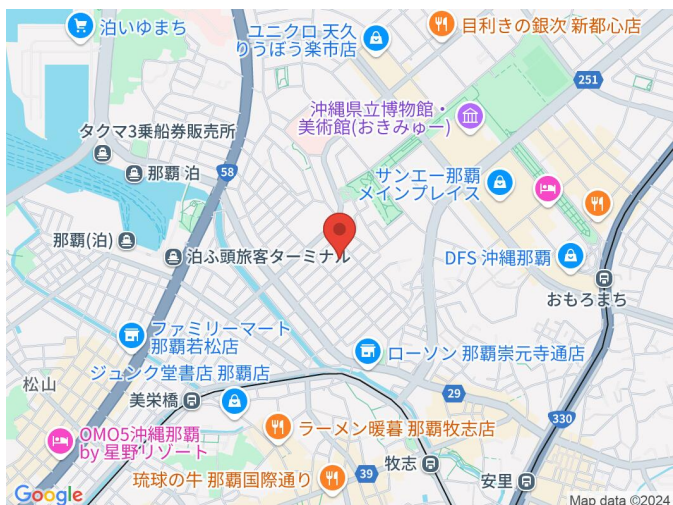 泊いゆまち
ユニクロ 天久
りうぼう楽市店
目利きの銀次 新都心店
251
沖縄県立博物館・
美術館(おきみゅー)
タクマ3乗船券販売所
那覇 泊
58
サンエー那覇
メインプレイス
那覇(泊)
泊ふ頭旅客ターミナル
DFS 沖縄那覇
おもろまち
ファミリーマート
那覇若松店
ローソン 那覇崇元寺通店
ジュンク堂書店 那覇店
松山
美栄橋
29
330
OMO5沖縄那覇
by 星野リゾート
ラーメン暖暮 那覇牧志店
琉球の牛 那覇国際通り
39
牧志
安里
Google
Map data ©2024